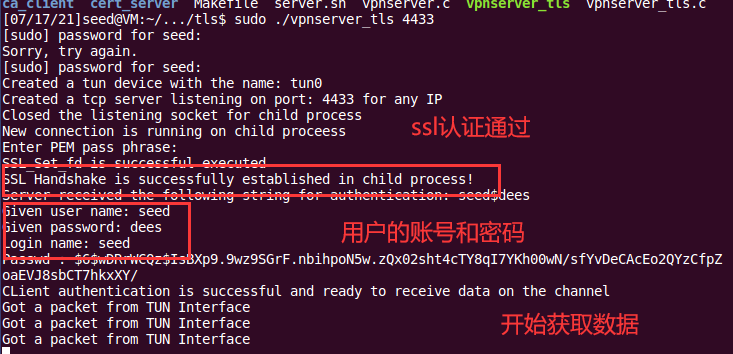 ca_client cert_server Makefile server.sh vpnserver.c vpnserver_tls vpnserver_tls.c
[07/17/21]seed@VM:~/.../tls$ sudo ./vpnserver_tls 4433
[sudo] password for seed:
Sorry, try again.
[sudo] password for seed:
Created a tun device with the name: tun0
Created a tcp server listening on port: 4433 for any IP
Closed the listening socket for child process
New connection is running on child proceess
ssl认证通过
Enter PEM pass phrase:
SSL_Set_fd is successful executed
SSL Handshake is successfully established in child process!
Server received the following string for authentication: seed$dees
Given user name: seed
Given password: dees
用户的账号和密码
Login name: seed
Passwd : $6$wDRrWCQz$IsBXp9.9wz9SGrF.nbihpoN5w.zQx02sht4cTY8qI7YKh00wN/sfYvDeCAcEo2QYzCfpZ
oaEVJ8sbCT7hkxXY/
CLient authentication is successful and ready to receive data on the channel
Got a packet from TUN Interface
Got a packet from TUN Interface
开始获取数据
Got a packet from TUN Interface